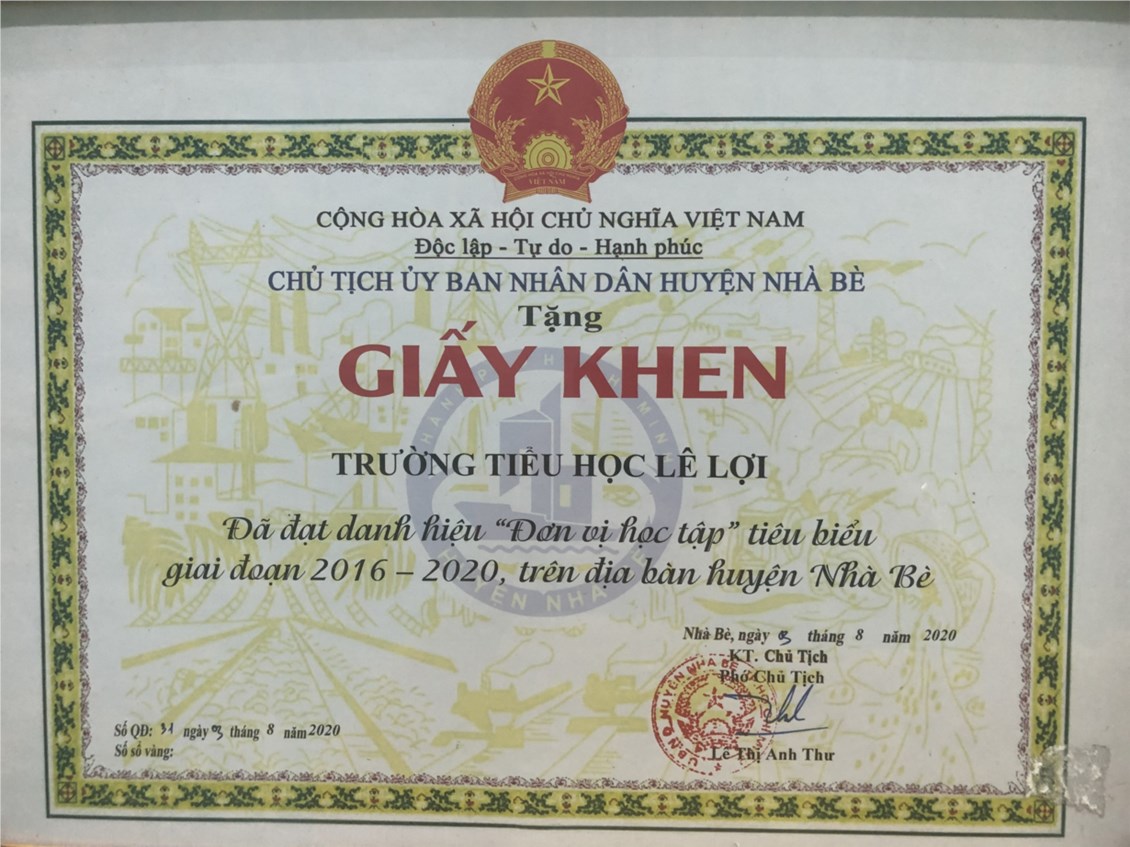 VIỆT NAM
CỘNG HÒA XÃ HỘI CHỦ NGHĨA VIỆT NAM
Độc lập - Tự do - Hạnh phúc
CHỦ TỊCH ỦY BAN NHÂN DÂN HUYỆN NHÀ BÈ
Tặng
GIẤY KHEN
TRƯỜNG TIỂU HỌC LÊ LỢI
Đã đạt danh hiệu “Đơn vị học tập” tiêu biểu
giai đoạn 2016 – 2020, trên địa bàn huyện Nhà Bè
Nhà Bè, ngày tháng 8 năm 2020
KT. Chủ Tịch
Phó Chủ Tịch
Lê Thị Anh Thư
Số QĐ: 31 ngày tháng 8 năm 2020
Số sổ vàng: